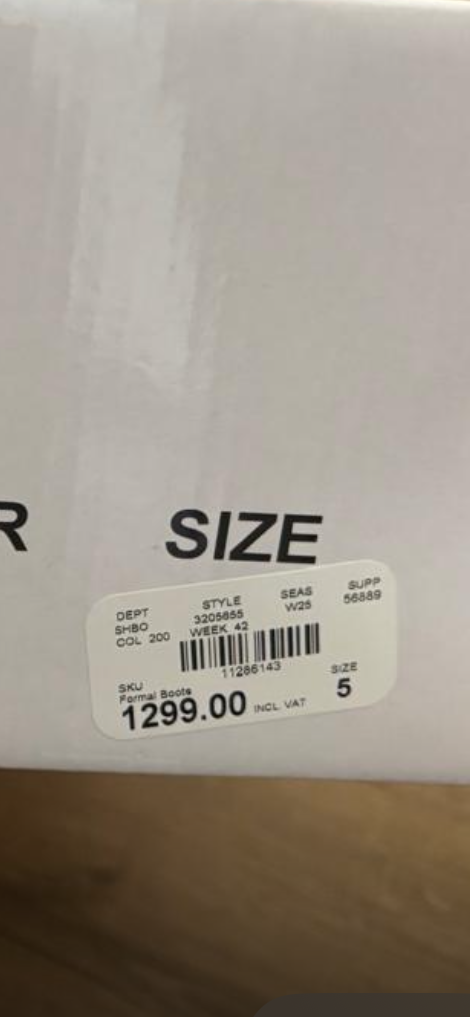 R SIZE
DEPT STYLE SEAS SUPP
SHBO 3205855 W25 56889
COL 200 WEEK 42
11286143
SKU SIZE
Formal Boots 5
1299.00 INCL. VAT